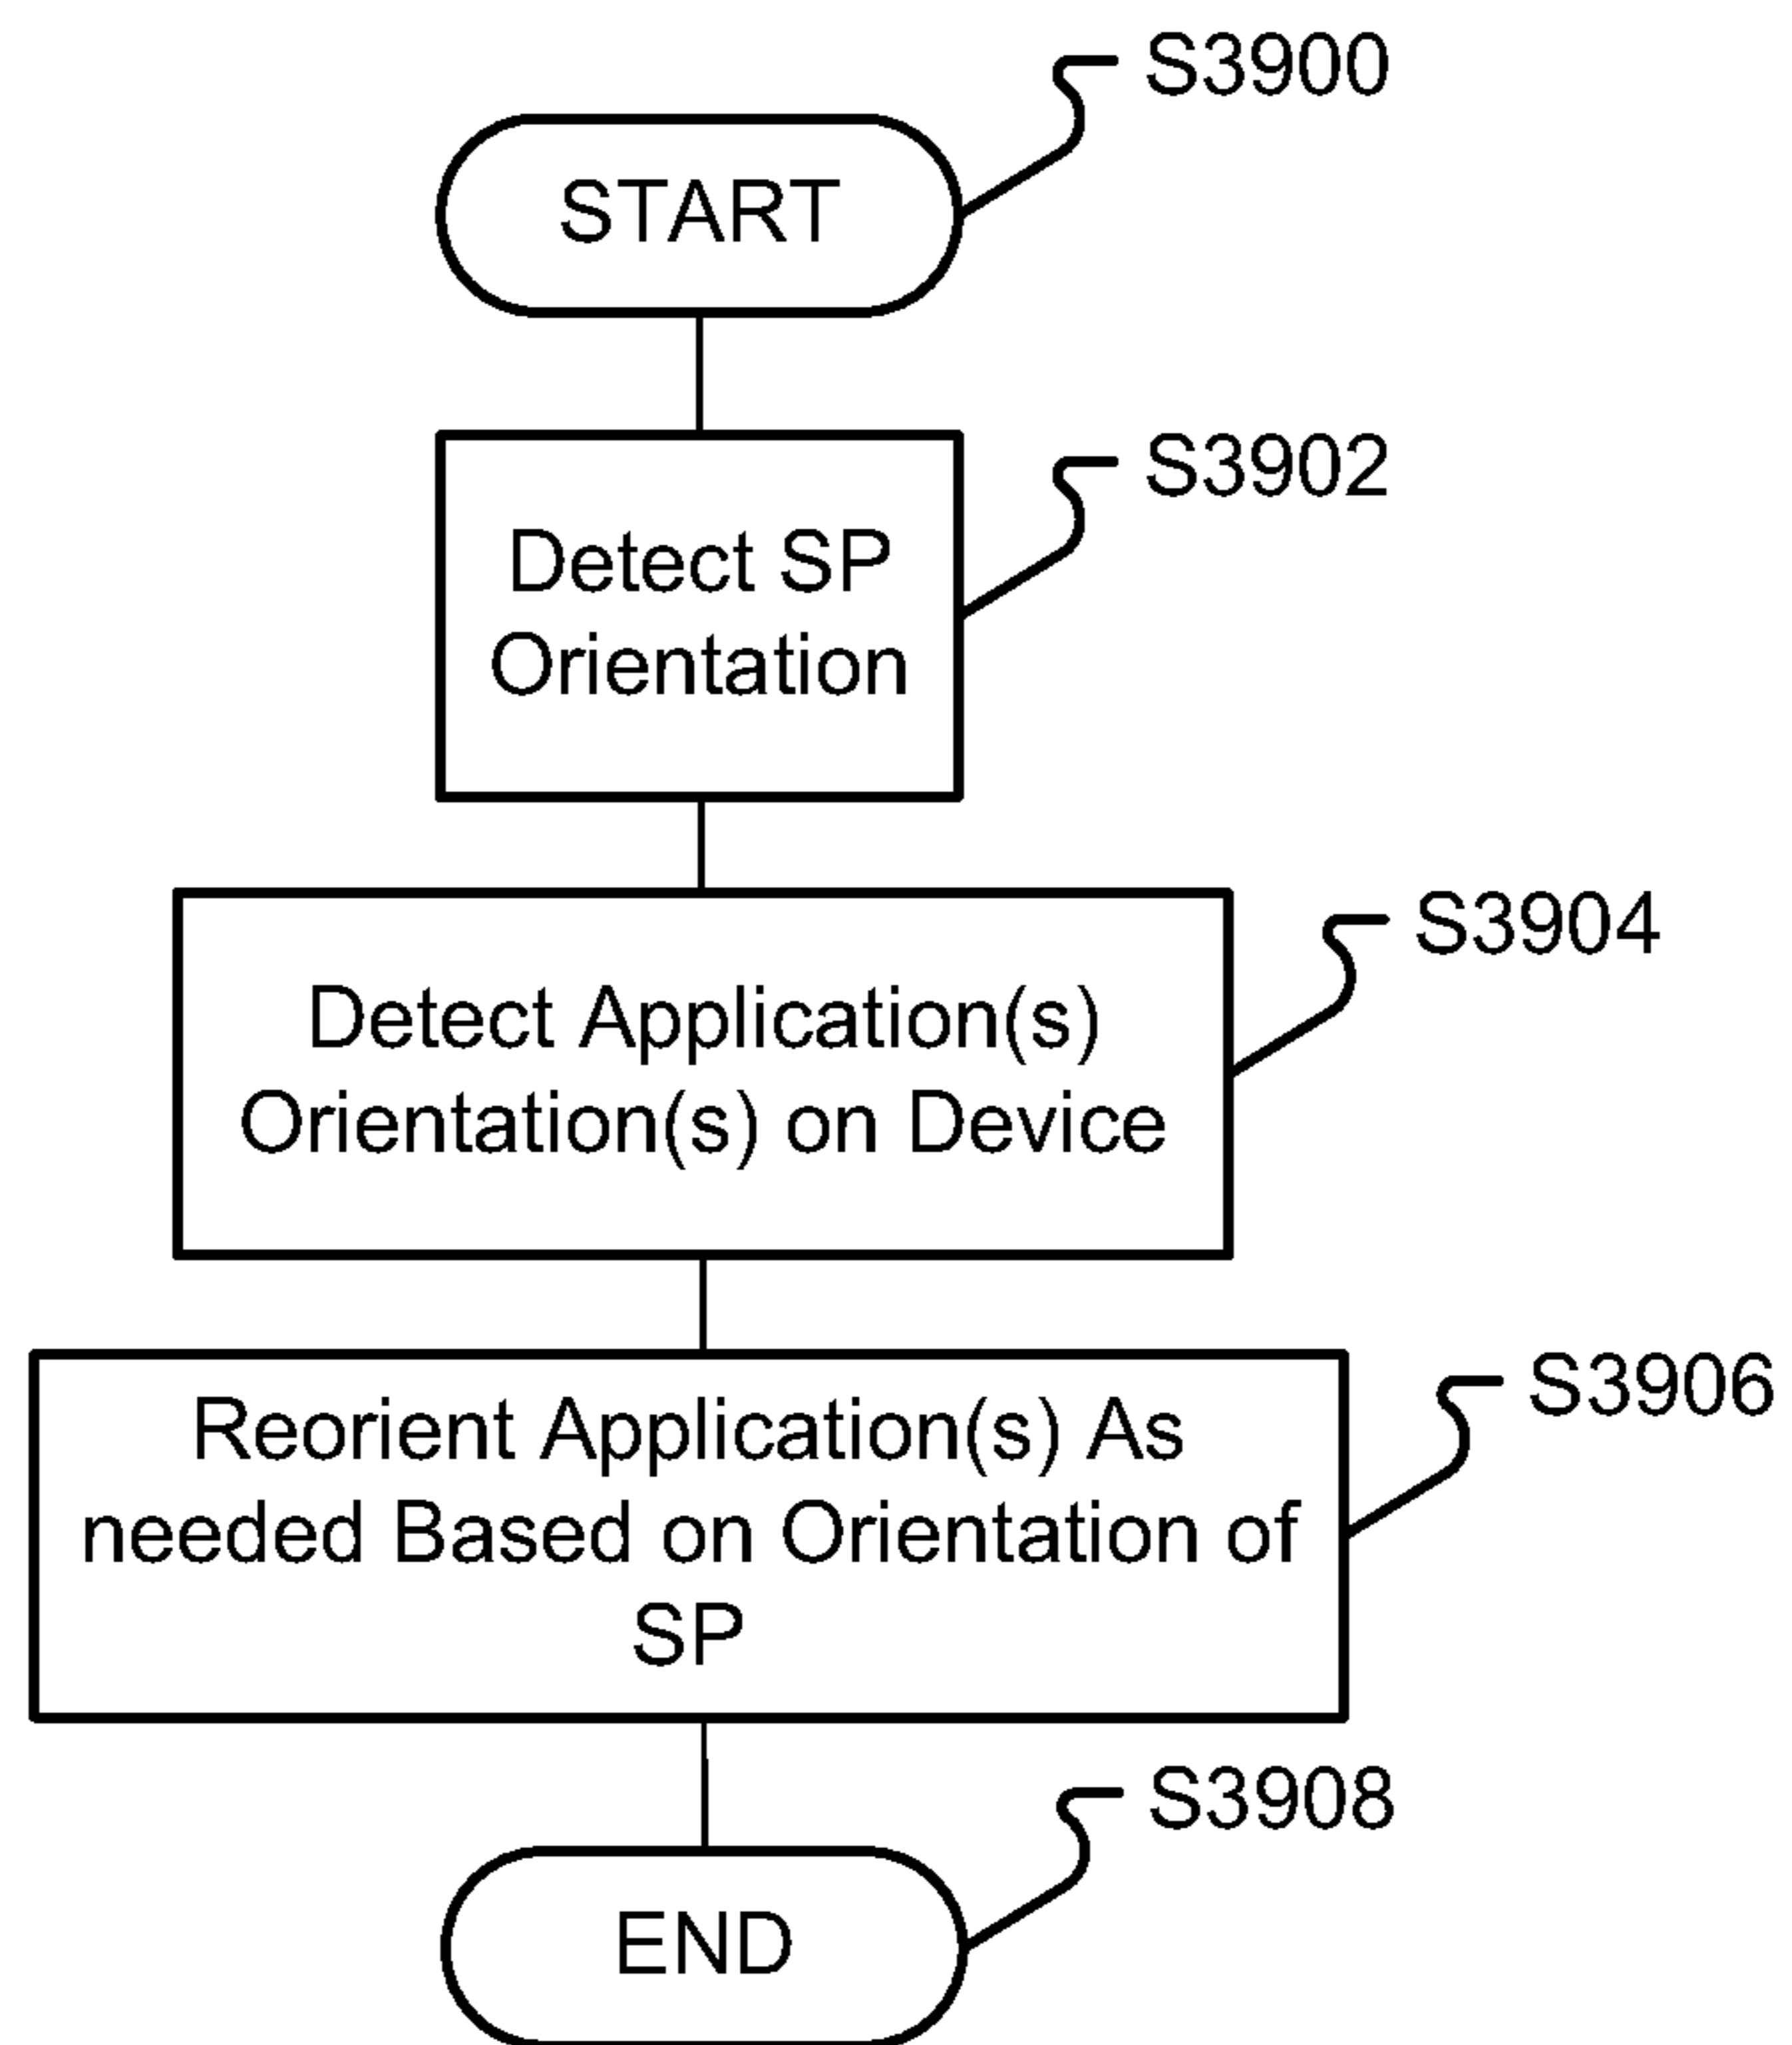 S3900
START
S3902
Detect SP
Orientation
S3904
Detect Application(s)
Orientation(s) on Device
S3906
Reorient Application(s) As
needed Based on Orientation of
SP
S3908
END